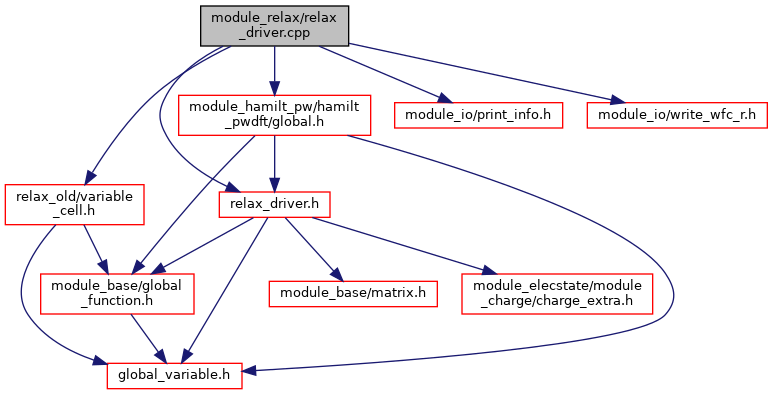 module_relax/relax
_driver.cpp
module_hamilt_pw/hamilt
_pwdft/global.h
module_io/print_info.h
module_io/write_wfc_r.h
relax_old/variable
_cell.h
relax_driver.h
module_base/global
_function.h
module_base/matrix.h
module_elecstate/module
_charge/charge_extra.h
global_variable.h